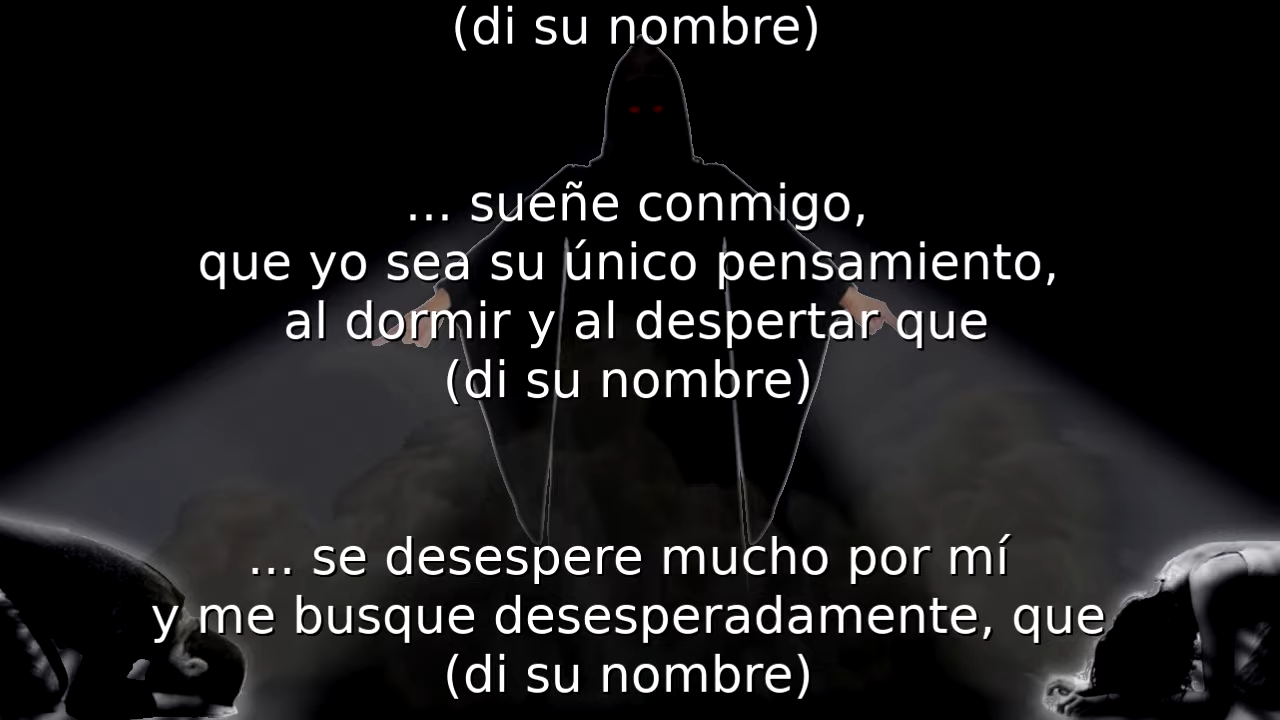 (di su nombre)
... sueñe conmigo,
que yo sea su único pensamiento,
al dormir y al despertar que
(di su nombre)
... se desespere mucho por mí
y me busque desesperadamente, que
(di su nombre)